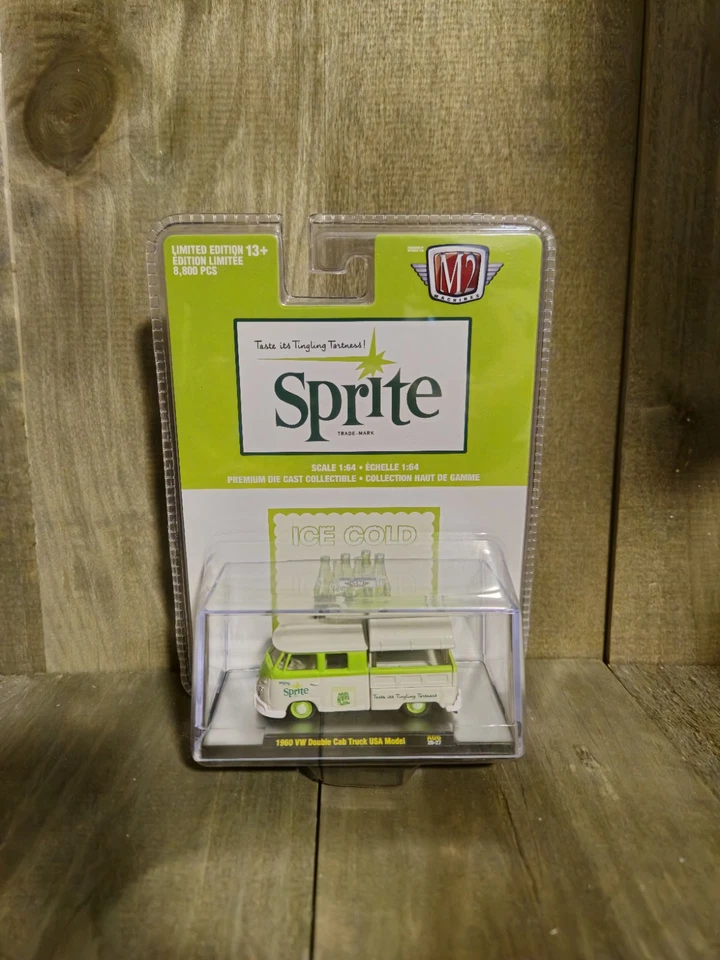 LIMITED EDITION 13+
ÉDITION LIMITÉE
8,800 PCS
M2
MACHINES
Taste its Tingling Tartness!
Sprite
TRADE-MARK
SCALE 1:64 • ÉCHELLE 1:64
PREMIUM DIE CAST COLLECTIBLE • COLLECTION HAUT DE GAMME
ICE COLD
Sprite
Taste its Tingling Tartness
1960 VW Double Cab Truck USA Model